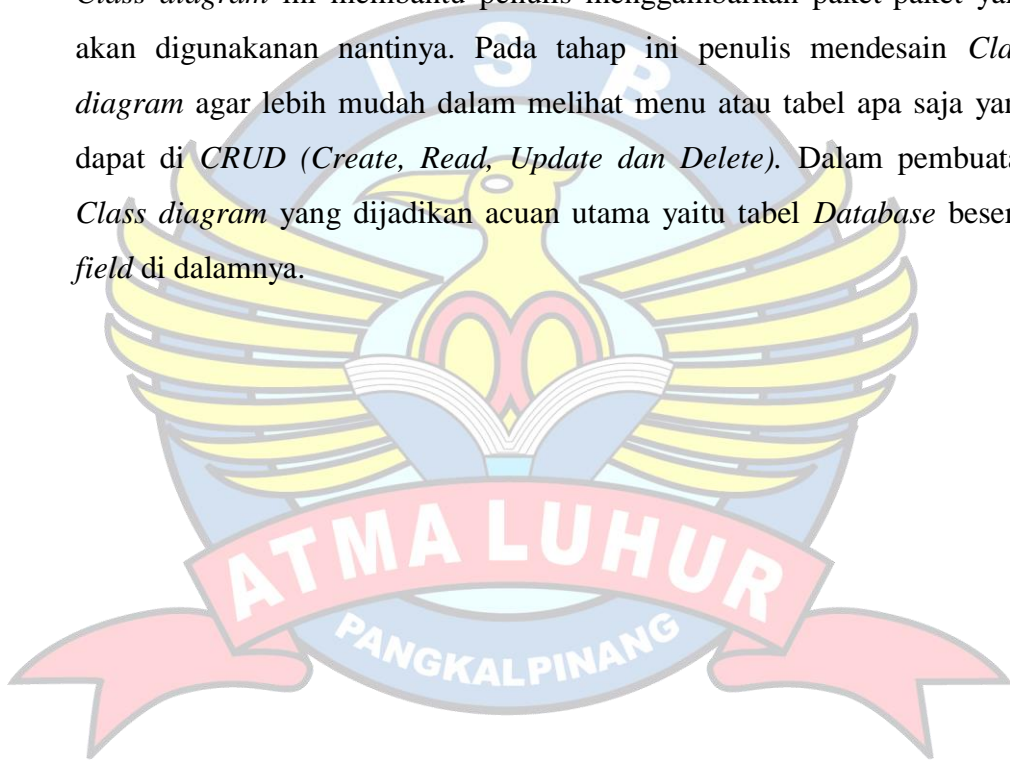 Class diagram ini membantu penulis menggambarkan paket-paket yan
akan digunakanan nantinya. Pada tahap ini penulis mendesain Cla
diagram agar lebih mudah dalam melihat menu atau tabel apa saja yan
dapat di CRUD (Create, Read, Update dan Delete). Dalam pembuata
Class diagram yang dijadikan acuan utama yaitu tabel Database beser
field di dalamnya.
I S B
ATMA LUHUR
PANGKALPINANG